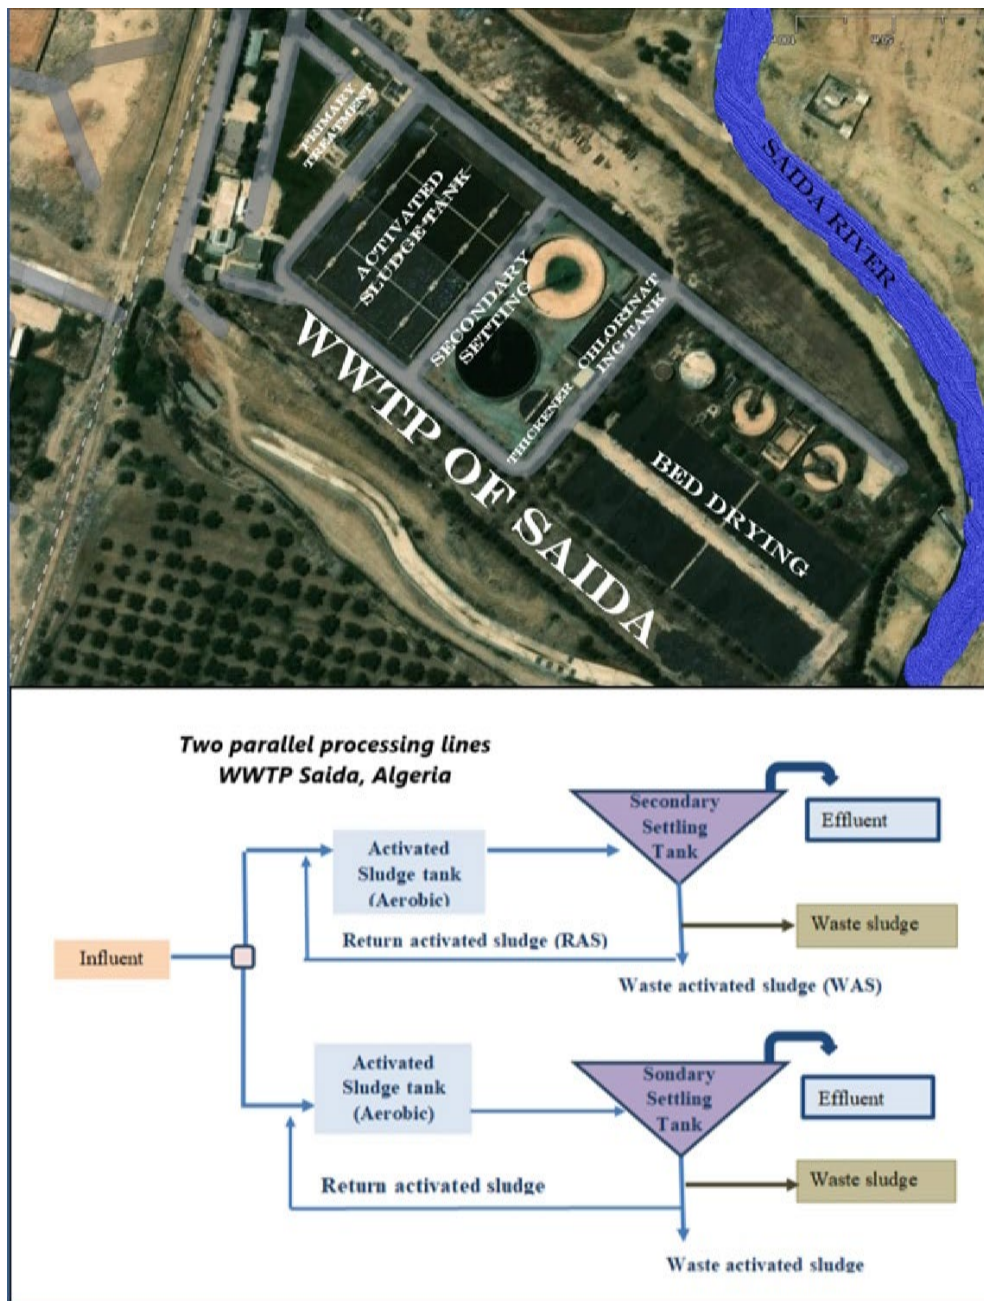 PRIMARY
TREATMENT
ACTIVATED
SLUDGE TANK
SECONDARY
SETTING
CHLORINAT
ING TANK
THICKENER
BED DRYING
SAIDA RIVER
WWTP OF SAIDA
Two parallel processing lines
WWTP Saida, Algeria
Secondary
Settling
Tank
Effluent
Activated
Sludge tank
(Aerobic)
Waste sludge
Return activated sludge (RAS)
Influent
Waste activated sludge (WAS)
Activated
Sludge tank
(Aerobic)
Sondary
Settling
Tank
Effluent
Waste sludge
Return activated sludge
Waste activated sludge